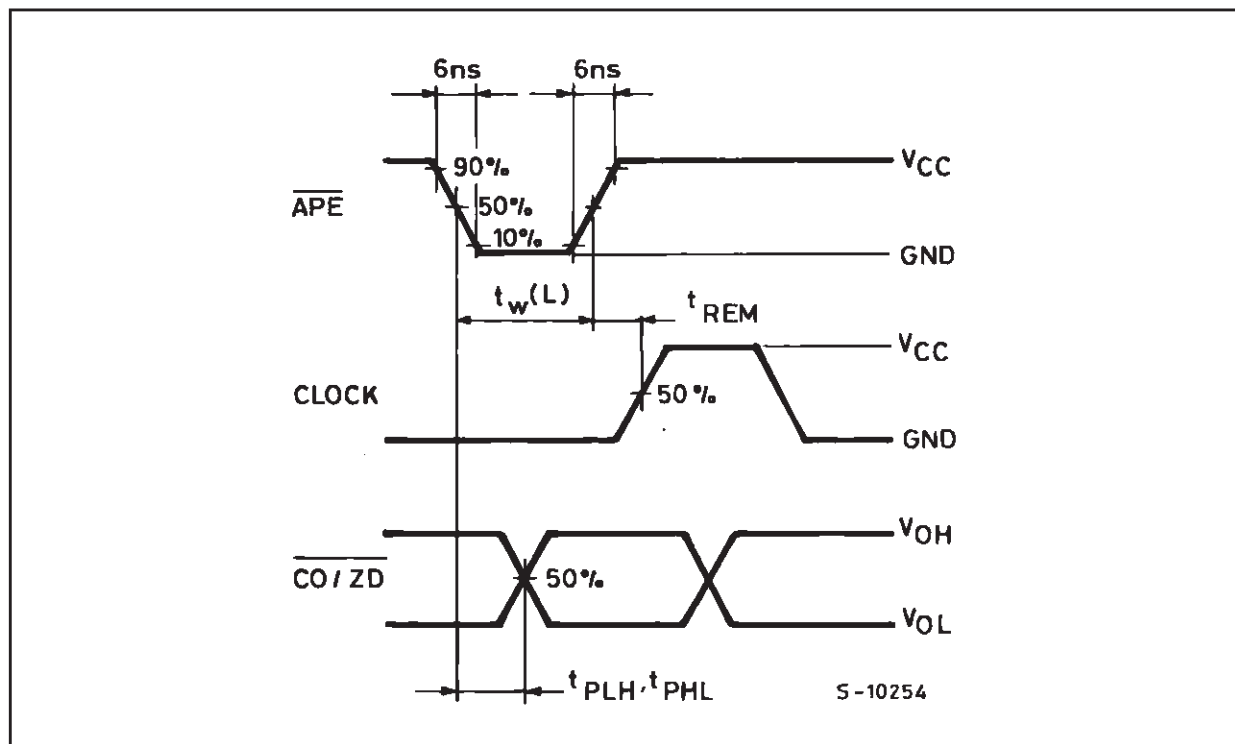 6ns 6ns
90%
VCC
APE
50%
10%
GND
tw(L)
tREM
VCC
CLOCK
50%
GND
VOH
CO / ZD
50%
VOL
tPLH, tPHL
S-10254